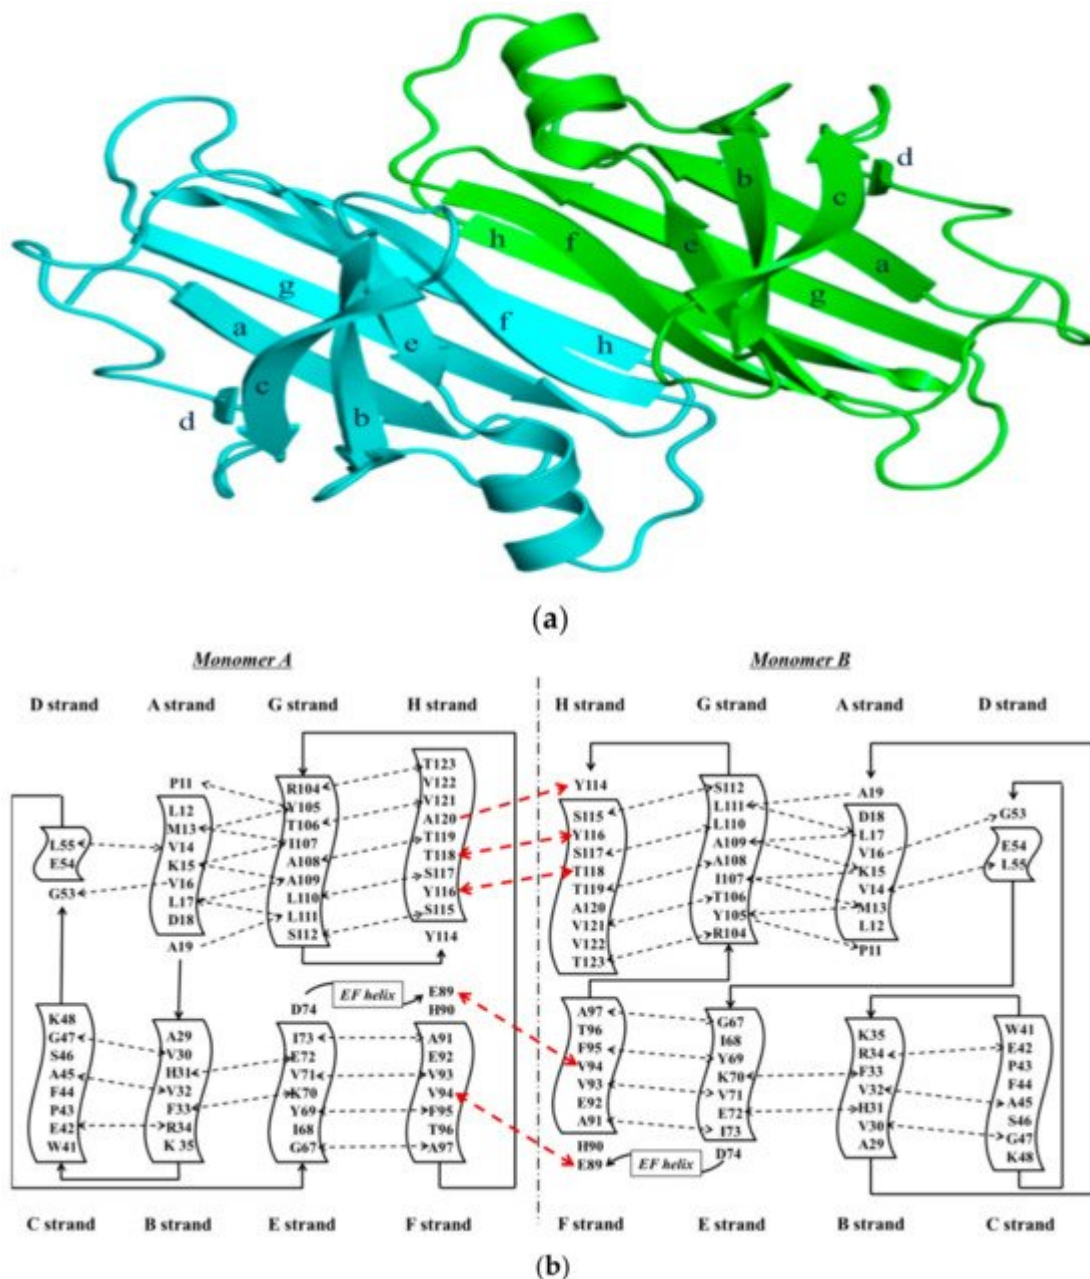 d
b
c
h
f
e
a
g
g
f
a
e
h
c
d
b
(a)
Monomer A
Monomer B
D strand
A strand
G strand
H strand
H strand
G strand
A strand
D strand
L55
E54
G53
P11
L12
M13
V14
K15
V16
L17
D18
A19
R104
Y105
T106
I107
A108
A109
L110
L111
S112
T123
V122
V121
A120
T119
T118
S117
Y116
S115
Y114
Y114
S115
Y116
S117
T118
T119
A120
V121
V122
T123
S112
L111
L110
A109
A108
I107
T106
Y105
R104
A19
D18
L17
V16
K15
V14
M13
L12
P11
G53
E54
L55
K48
G47
S46
A45
F44
P43
E42
W41
A29
V30
H31
V32
F33
R34
K 35
D74
EF helix
I73
E72
V71
K70
Y69
I68
G67
E89
H90
A91
E92
V93
V94
F95
T96
A97
A97
T96
F95
V94
V93
E92
A91
H90
E89
G67
I68
Y69
K70
V71
E72
I73
D74
EF helix
K35
R34
F33
V32
H31
V30
A29
W41
E42
P43
F44
A45
S46
G47
K48
C strand
B strand
E strand
F strand
F strand
E strand
B strand
C strand
(b)